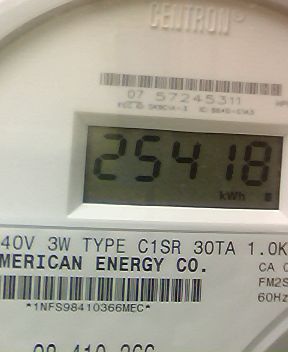 CENTRON
07 57245311
25418
kWh
40V 3W TYPE C1SR 30TA 1.0K
MERICAN ENERGY CO.
CA 0
FM2S
60Hz
*1NFS98410366MEC*